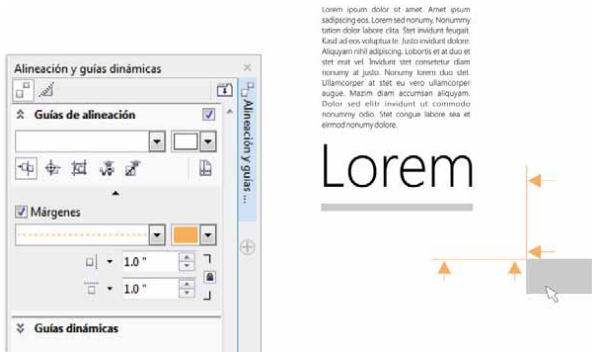 Alineación y guías dinámicas
Guías de alineación
Márgenes
1.0 "
1.0 "
Guías dinámicas
Alineación y guías ...
Lorem ipsum dolor sit amet. Amet ipsum
sadipscing eos. Lorem sed nonumy. Nonummy
tation dolor labore clita. Stet invidunt feugait.
Kasd ad eos voluptua te. Justo invidunt dolore.
Aliquyam nihil adipiscing. Lobortis et at duo et
stet erat vel. Invidunt stet consetetur diam
nonumy at justo. Nonumy lorem duo stet.
Ullamcorper at stet eu vero ullamcorper
augue. Mazim diam accumsan aliquyam.
Dolor sed elitr invidunt ut commodo
nonummy odio. Stet congue labore sea et
eirmod nonumy dolore.
Lorem